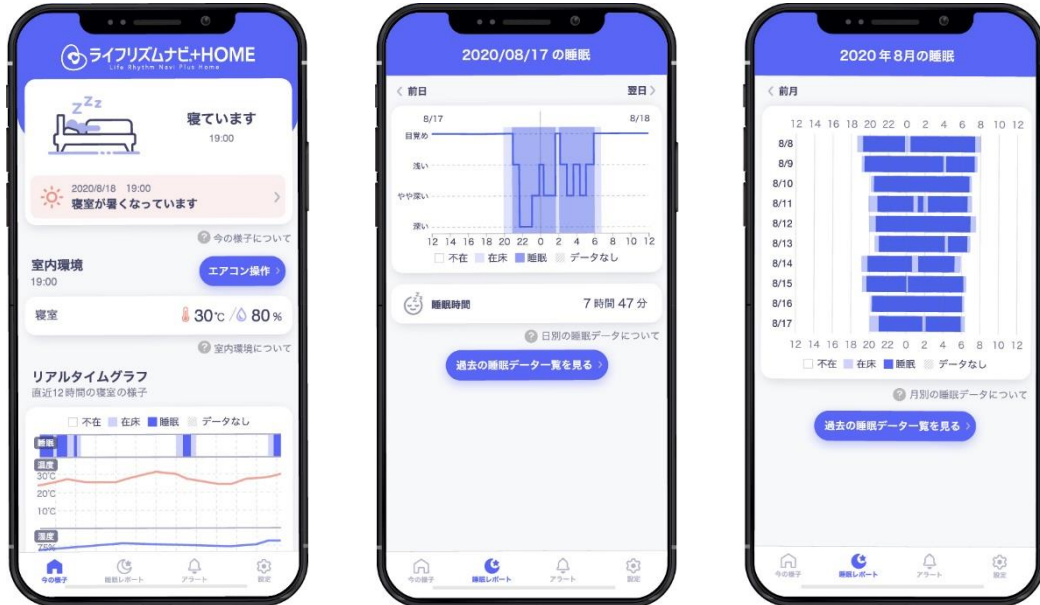 ライフリズムナビ+HOME
Life Rhythm Navi Plus Home
zZz
寝ています
19:00
2020/8/18 19:00
寝室が暑くなっています
? 今の様子について
室内環境
19:00
エアコン操作
寝室
30℃ / 80%
? 室内環境について
リアルタイムグラフ
直近12時間の寝室の様子
不在 在床 睡眠 データなし
睡眠
温度
30℃
20℃
10℃
湿度
75%
今の様子 睡眠レポート アラート 設定
2020/08/17 の睡眠
前日 翌日
8/17 8/18
目覚め
浅い
やや深い
深い
12 14 16 18 20 22 0 2 4 6 8 10 12
不在 在床 睡眠 データなし
睡眠時間 7時間47分
? 日別の睡眠データについて
過去の睡眠データ一覧を見る
今の様子 睡眠レポート アラート 設定
2020年8月の睡眠
前月
12 14 16 18 20 22 0 2 4 6 8 10 12
8/8
8/9
8/10
8/11
8/12
8/13
8/14
8/15
8/16
8/17
12 14 16 18 20 22 0 2 4 6 8 10 12
不在 在床 睡眠 データなし
? 月別の睡眠データについて
過去の睡眠データ一覧を見る
今の様子 睡眠レポート アラート 設定